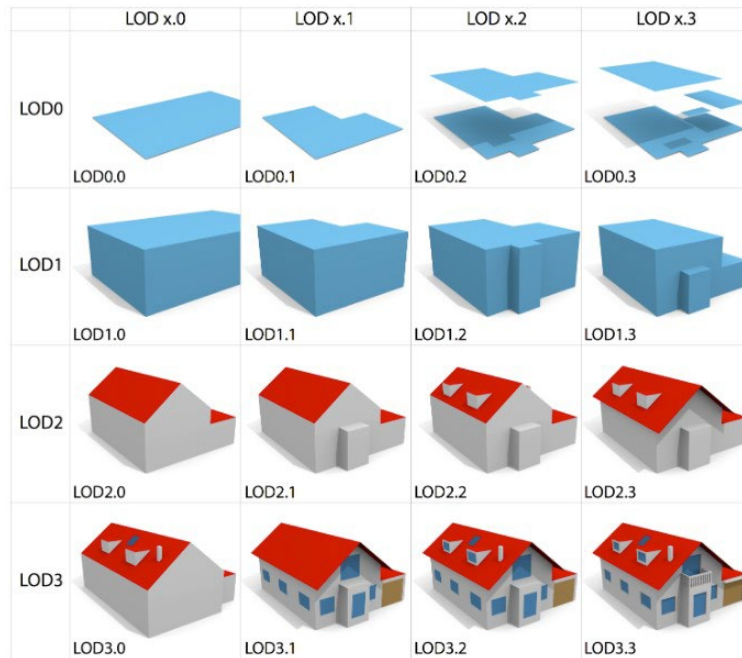 LOD x.0 LOD x.1 LOD x.2 LOD x.3
LOD0
LOD0.0 LOD0.1 LOD0.2 LOD0.3
LOD1
LOD1.0 LOD1.1 LOD1.2 LOD1.3
LOD2
LOD2.0 LOD2.1 LOD2.2 LOD2.3
LOD3
LOD3.0 LOD3.1 LOD3.2 LOD3.3